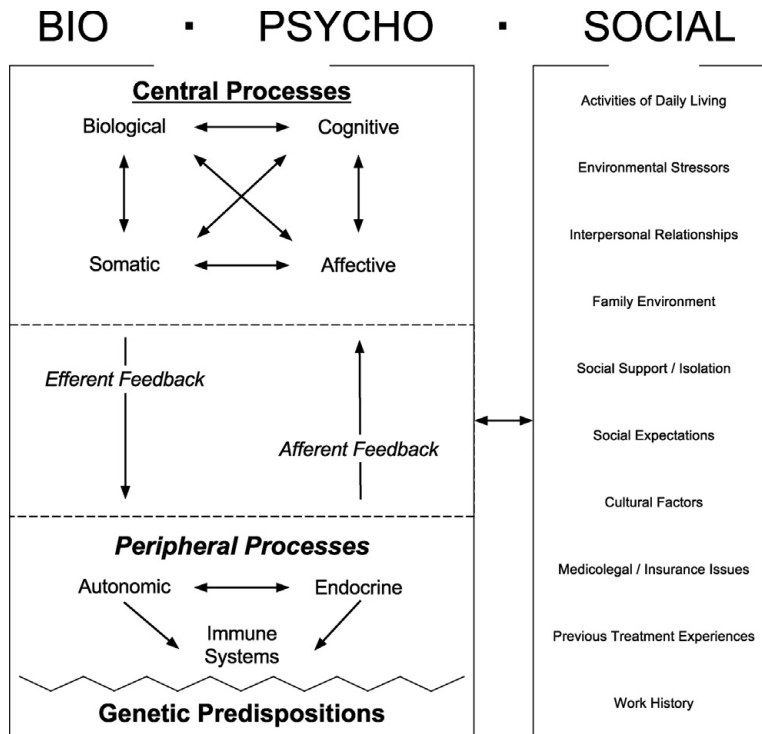 BIO · PSYCHO · SOCIAL
Central Processes
Biological Cognitive
Somatic Affective
Efferent Feedback
Afferent Feedback
Peripheral Processes
Autonomic Endocrine
Immune
Systems
Genetic Predispositions
Activities of Daily Living
Environmental Stressors
Interpersonal Relationships
Family Environment
Social Support / Isolation
Social Expectations
Cultural Factors
Medicolegal / Insurance Issues
Previous Treatment Experiences
Work History